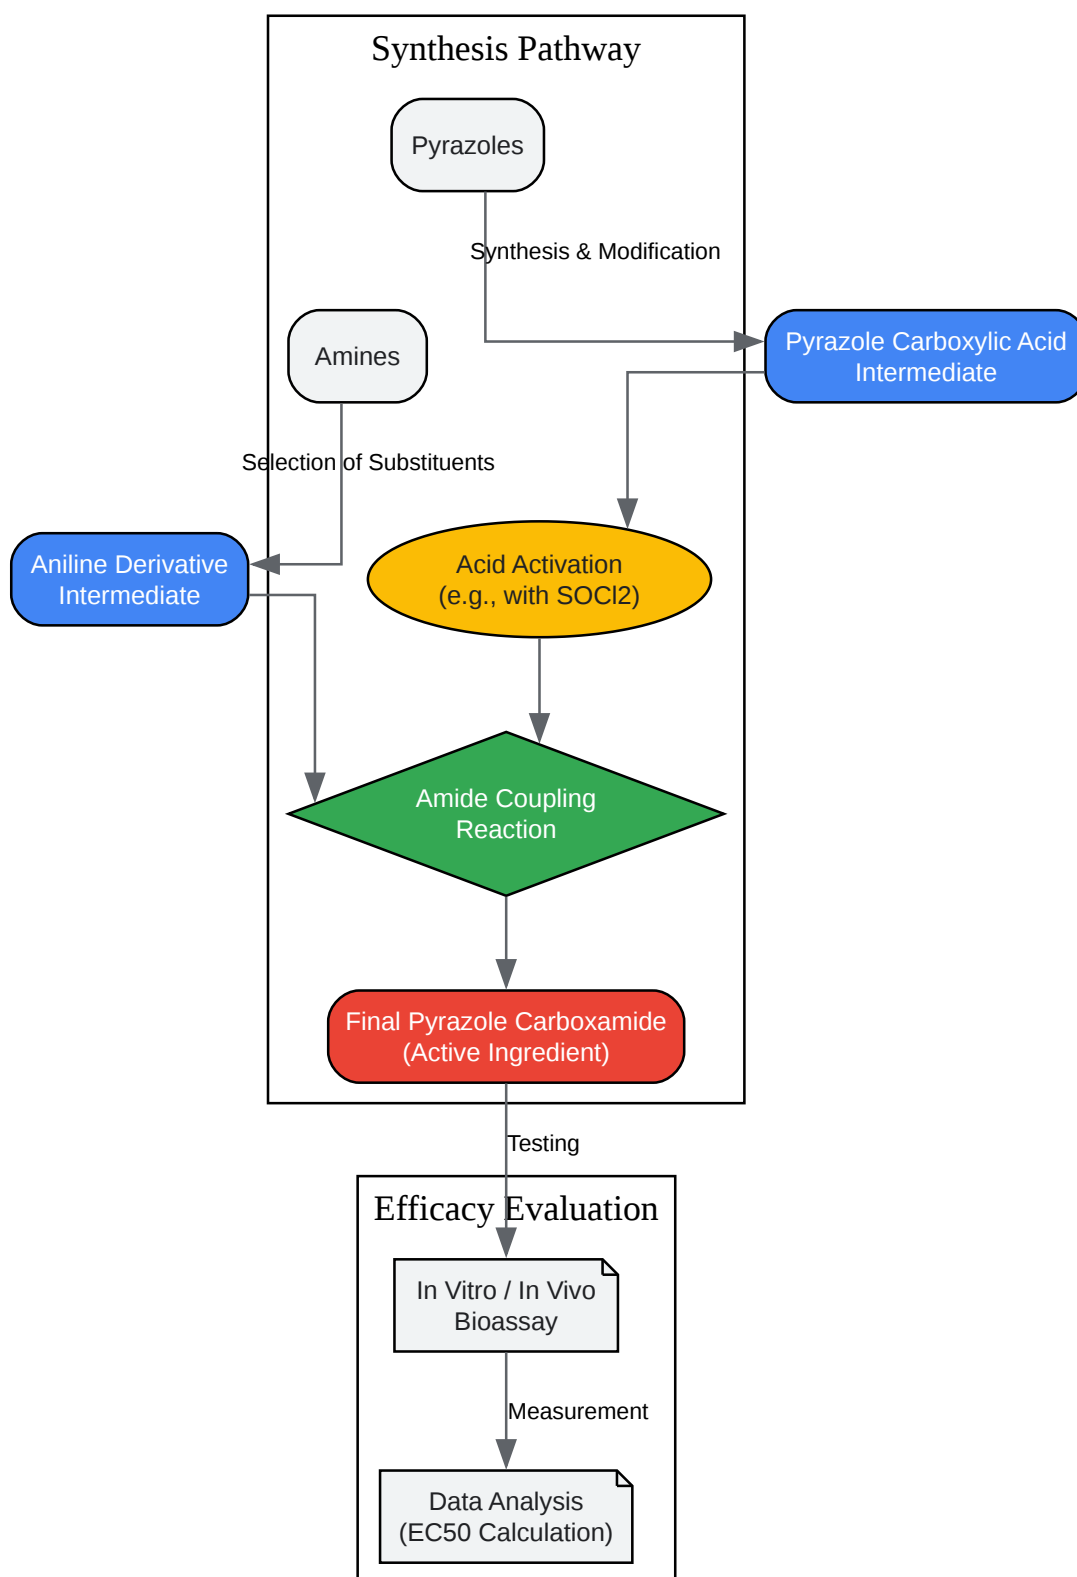 Synthesis Pathway
Pyrazoles
Synthesis & Modification
Amines
Pyrazole Carboxylic Acid
Intermediate
Selection of Substituents
Aniline Derivative
Intermediate
Acid Activation
(e.g., with SOCl2)
Amide Coupling
Reaction
Final Pyrazole Carboxamide
(Active Ingredient)
Testing
Efficacy Evaluation
In Vitro / In Vivo
Bioassay
Measurement
Data Analysis
(EC50 Calculation)